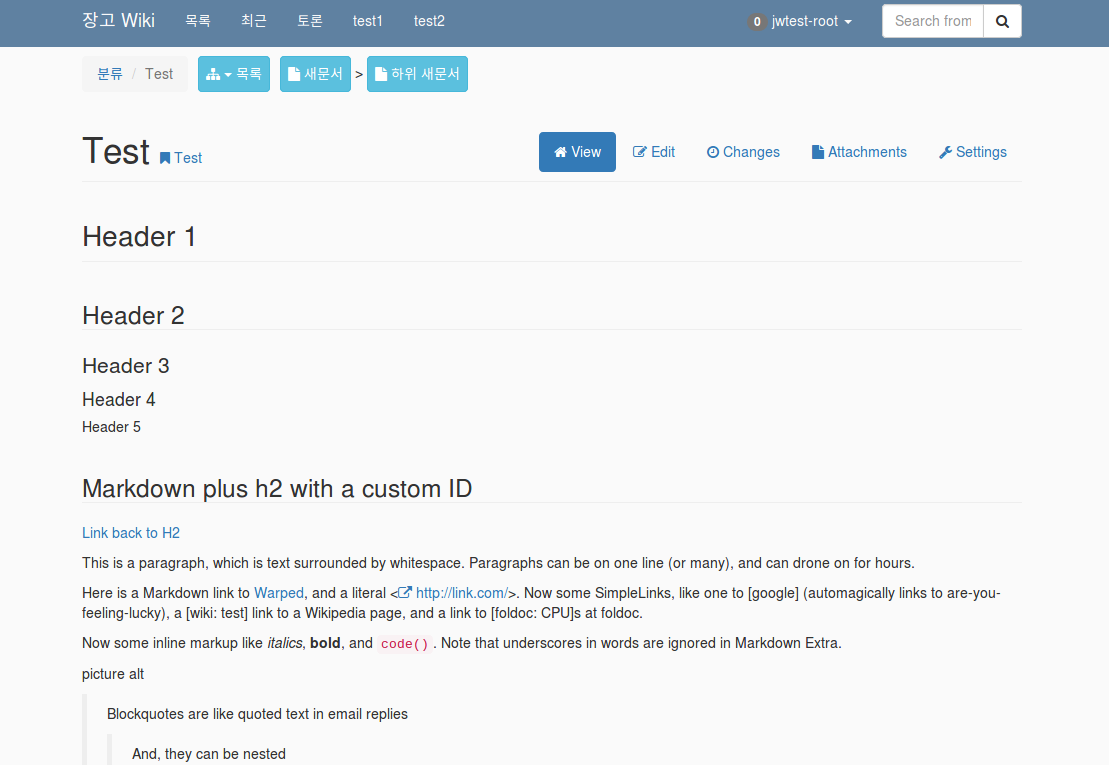 장고 Wiki 목록 최근 토론 test1 test2 0 jwtest-root Search from
분류 / Test 목록 새문서 > 하위 새문서
Test Test View Edit Changes Attachments Settings
Header 1
Header 2
Header 3
Header 4
Header 5
Markdown plus h2 with a custom ID
Link back to H2
This is a paragraph, which is text surrounded by whitespace. Paragraphs can be on one line (or many), and can drone on for hours.
Here is a Markdown link to Warped, and a literal < http://link.com/>. Now some SimpleLinks, like one to [google] (automagically links to are-you-
feeling-lucky), a [wiki: test] link to a Wikipedia page, and a link to [foldoc: CPU]s at foldoc.
Now some inline markup like italics, bold, and code() . Note that underscores in words are ignored in Markdown Extra.
picture alt
Blockquotes are like quoted text in email replies
And, they can be nested